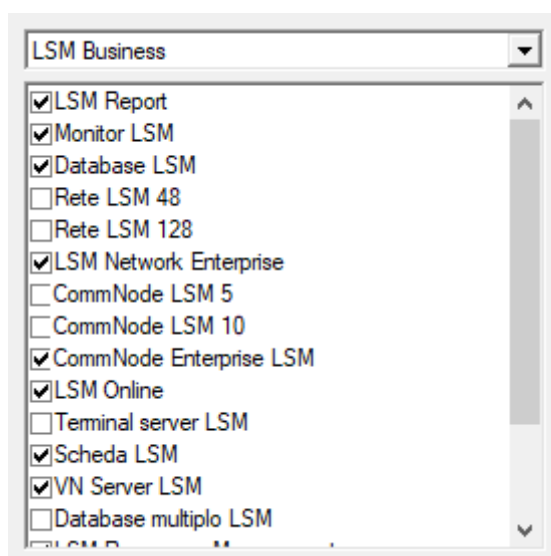 LSM Business
LSM Report
Monitor LSM
Database LSM
Rete LSM 48
Rete LSM 128
LSM Network Enterprise
CommNode LSM 5
CommNode LSM 10
CommNode Enterprise LSM
LSM Online
Terminal server LSM
Scheda LSM
VN Server LSM
Database multiplo LSM